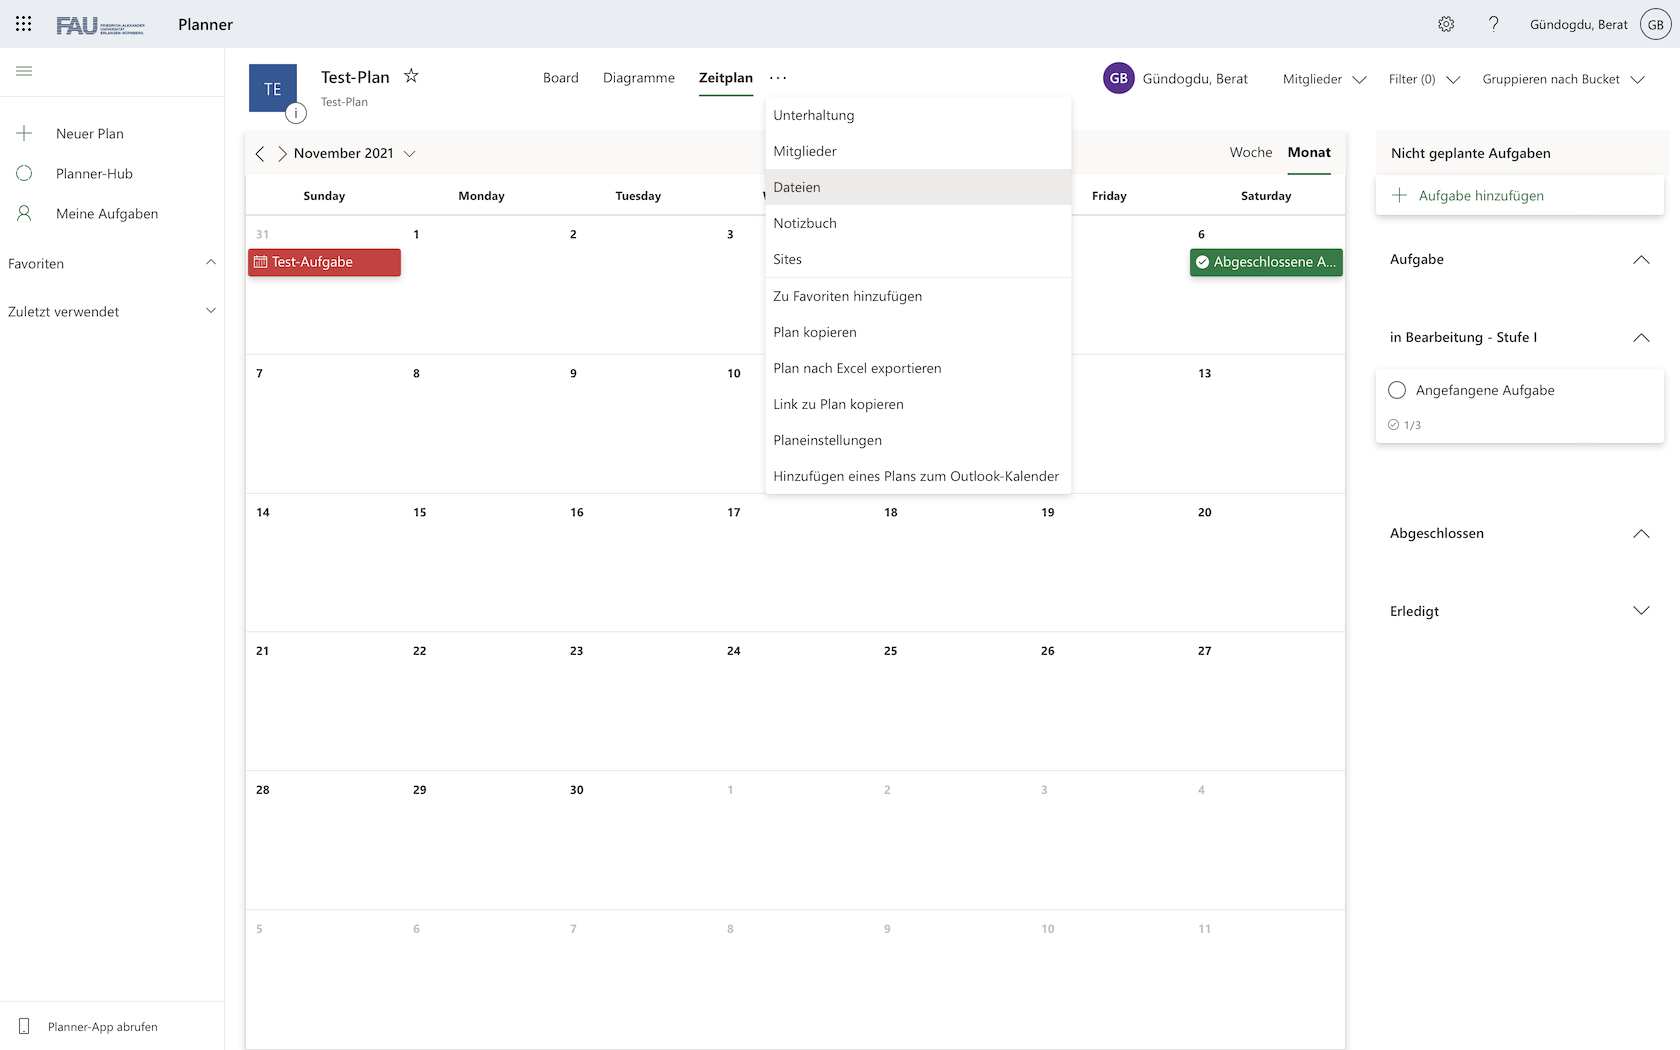 FAU FRIEDRICH-ALEXANDER
UNIVERSITÄT
ERLANGEN-NÜRNBERG
Planner
?
Gündogdu, Berat
GB
Neuer Plan
Planner-Hub
Meine Aufgaben
Favoriten
Zuletzt verwendet
Planner-App abrufen
TE
i
Test-Plan
Test-Plan
Board
Diagramme
Zeitplan
...
GB
Gündogdu, Berat
Mitglieder
Filter (0)
Gruppieren nach Bucket
Unterhaltung
Mitglieder
Dateien
Notizbuch
Sites
Zu Favoriten hinzufügen
Plan kopieren
Plan nach Excel exportieren
Link zu Plan kopieren
Planeinstellungen
Hinzufügen eines Plans zum Outlook-Kalender
November 2021
Woche
Monat
Sunday Monday Tuesday Friday Saturday
31 1 2 3 6
Test-Aufgabe
Abgeschlossene A...
7 8 9 10 13
14 15 16 17 18 19 20
21 22 23 24 25 26 27
28 29 30 1 2 3 4
5 6 7 8 9 10 11
Nicht geplante Aufgaben
Aufgabe hinzufügen
Aufgabe
in Bearbeitung - Stufe I
Angefangene Aufgabe
1/3
Abgeschlossen
Erledigt